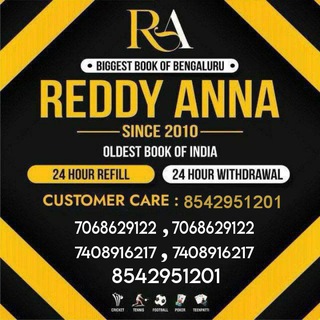 RA
BIGGEST BOOK OF BENGALURU
REDDY ANNA
SINCE 2010
OLDEST BOOK OF INDIA
24 HOUR REFILL 24 HOUR WITHDRAWAL
CUSTOMER CARE : 8542951201
7068629122 , 7068629122
7408916217 , 7408916217
8542951201
CRICKET TENNIS FOOTBALL POKER TEENPATTI